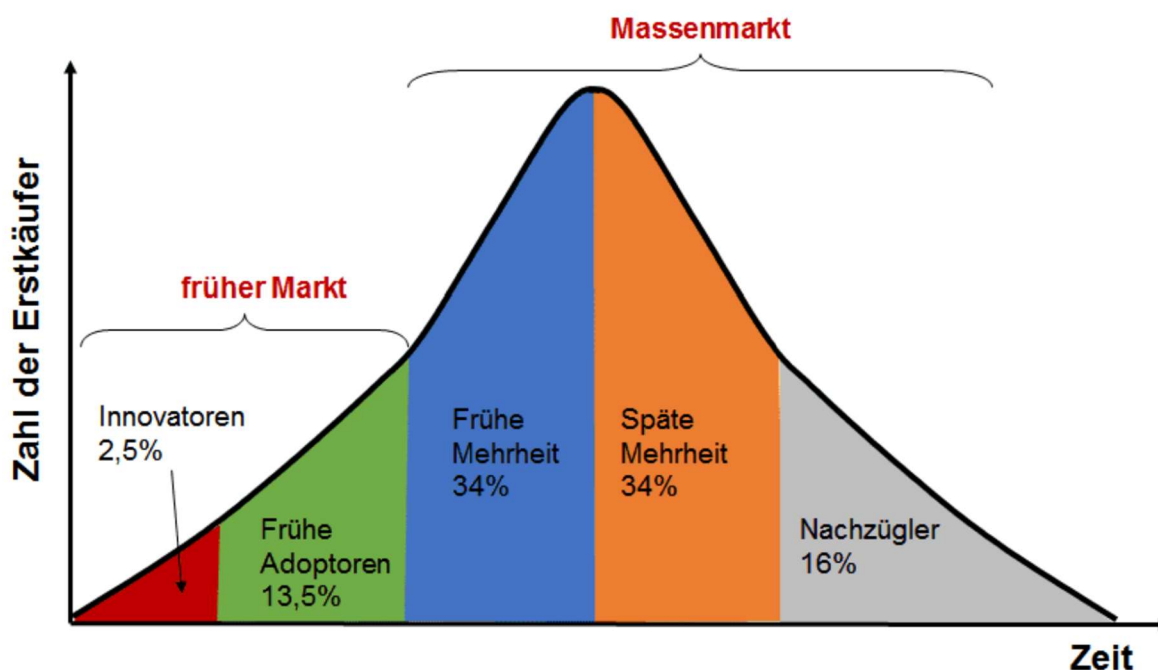 Massenmarkt
Zahl der Erstkäufer
früher Markt
Innovatoren
2,5%
Frühe
Adoptoren
13,5%
Frühe
Mehrheit
34%
Späte
Mehrheit
34%
Nachzügler
16%
Zeit